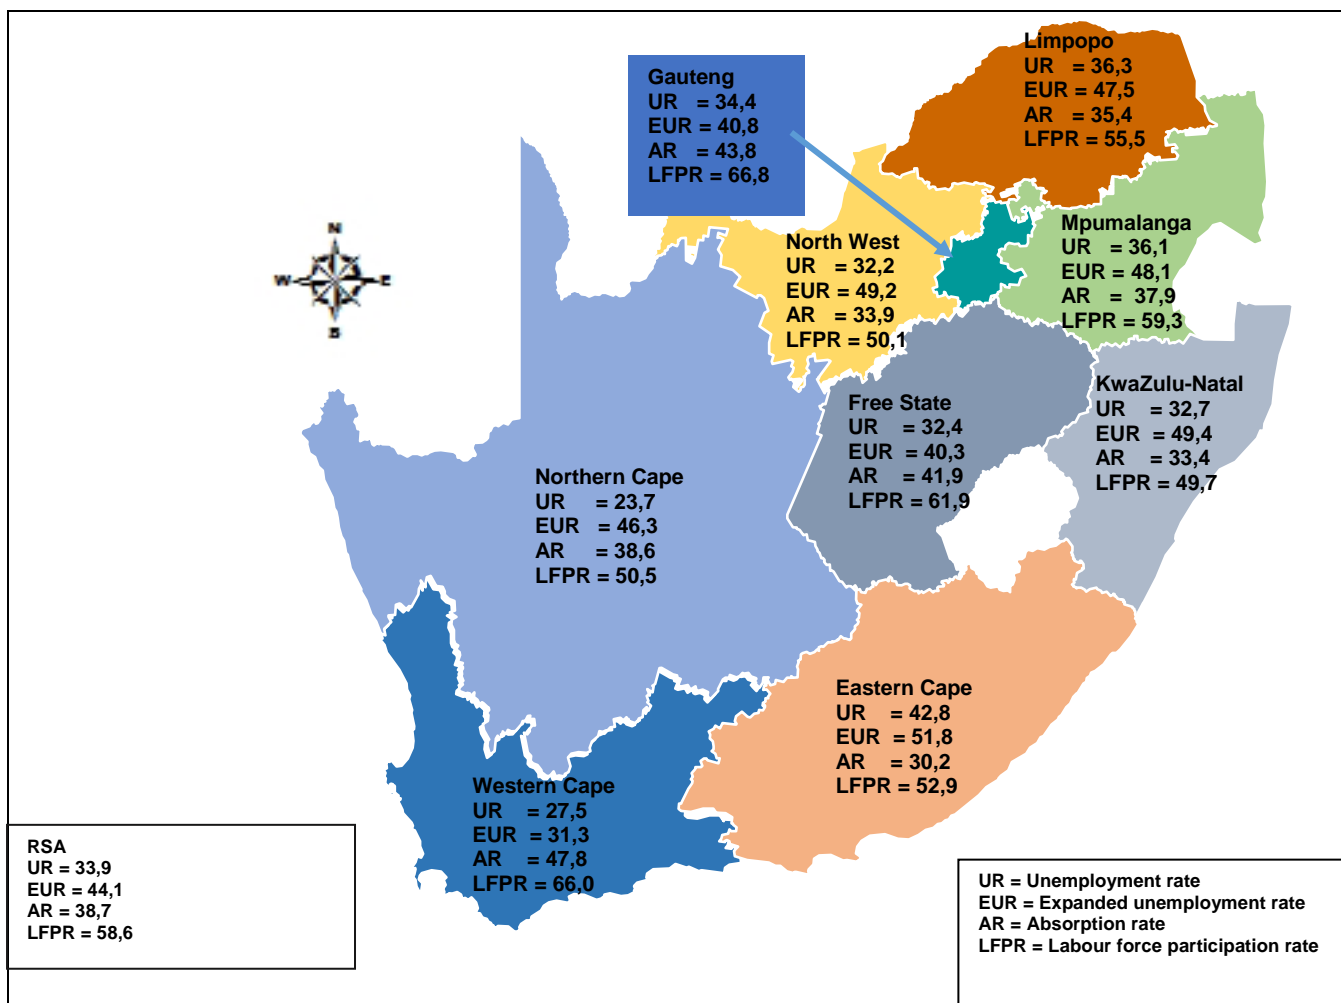 Limpopo
UR = 36,3
EUR = 47,5
AR = 35,4
LFPR = 55,5
Gauteng
UR = 34,4
EUR = 40,8
AR = 43,8
LFPR = 66,8
Mpumalanga
UR = 36,1
EUR = 48,1
AR = 37,9
LFPR = 59,3
North West
UR = 32,2
EUR = 49,2
AR = 33,9
LFPR = 50,1
N
W E
S
KwaZulu-Natal
UR = 32,7
EUR = 49,4
AR = 33,4
LFPR = 49,7
Free State
UR = 32,4
EUR = 40,3
AR = 41,9
LFPR = 61,9
Northern Cape
UR = 23,7
EUR = 46,3
AR = 38,6
LFPR = 50,5
Eastern Cape
UR = 42,8
EUR = 51,8
AR = 30,2
LFPR = 52,9
Western Cape
UR = 27,5
EUR = 31,3
AR = 47,8
LFPR = 66,0
RSA
UR = 33,9
EUR = 44,1
AR = 38,7
LFPR = 58,6
UR = Unemployment rate
EUR = Expanded unemployment rate
AR = Absorption rate
LFPR = Labour force participation rate